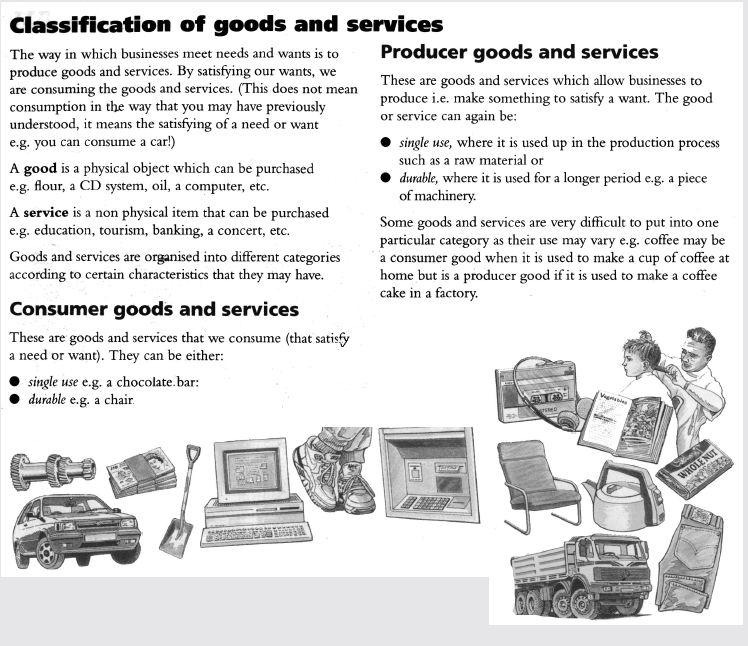 Classification of goods and services
The way in which businesses meet needs and wants is to
produce goods and services. By satisfying our wants, we
are consuming the goods and services. (This does not mean
consumption in the way that you may have previously
understood, it means the satisfying of a need or want
e.g. you can consume a car!)
A good is a physical object which can be purchased
e.g. flour, a CD system, oil, a computer, etc.
A service is a non physical item that can be purchased
e.g. education, tourism, banking, a concert, etc.
Goods and services are organised into different categories
according to certain characteristics that they may have.
Consumer goods and services
These are goods and services that we consume (that satisfy
a need or want). They can be either:
● single use e.g. a chocolate bar:
● durable e.g. a chair
Producer goods and services
These are goods and services which allow businesses to
produce i.e. make something to satisfy a want. The good
or service can again be:
● single use, where it is used up in the production process
such as a raw material or
● durable, where it is used for a longer period e.g. a piece
of machinery.
Some goods and services are very difficult to put into one
particular category as their use may vary e.g. coffee may be
a consumer good when it is used to make a cup of coffee at
home but is a producer good if it is used to make a coffee
cake in a factory.
STEREO
Vegetables
WHOLE NUT